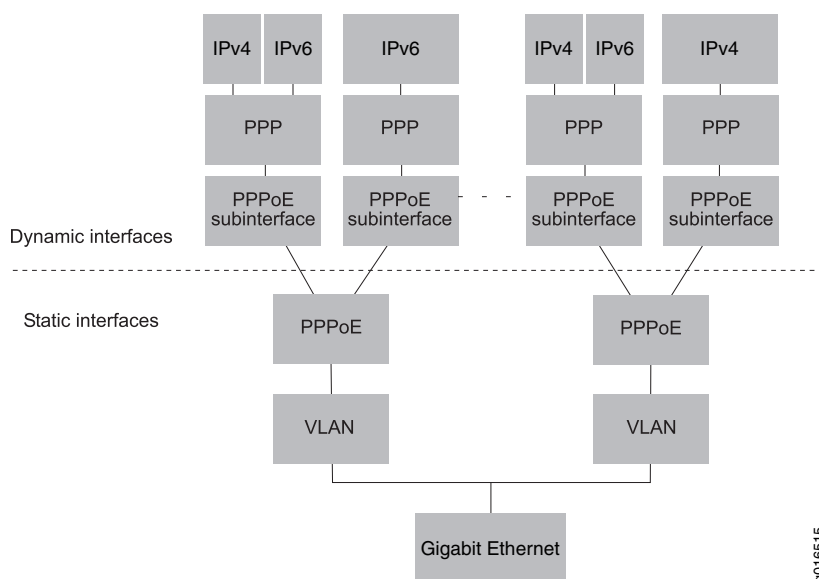 IPv4 IPv6 IPv6 IPv4 IPv6 IPv4
PPP PPP PPP PPP
PPPoE PPPoE PPPoE PPPoE
subinterface subinterface subinterface subinterface
Dynamic interfaces
Static interfaces
PPPoE PPPoE
VLAN VLAN
Gigabit Ethernet